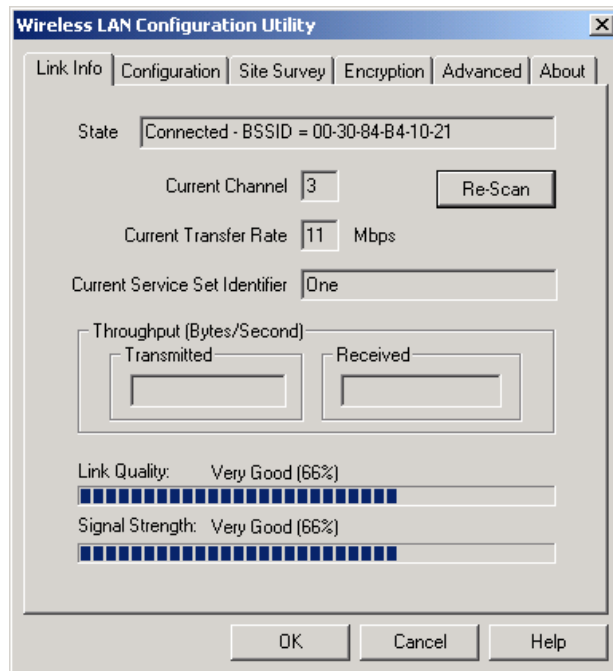 Wireless LAN Configuration Utility
Link Info Configuration Site Survey Encryption Advanced About
State Connected - BSSID = 00-30-84-B4-10-21
Current Channel 3 Re-Scan
Current Transfer Rate 11 Mbps
Current Service Set Identifier One
Throughput (Bytes/Second)
Transmitted Received
Link Quality: Very Good (66%)
Signal Strength: Very Good (66%)
OK Cancel Help